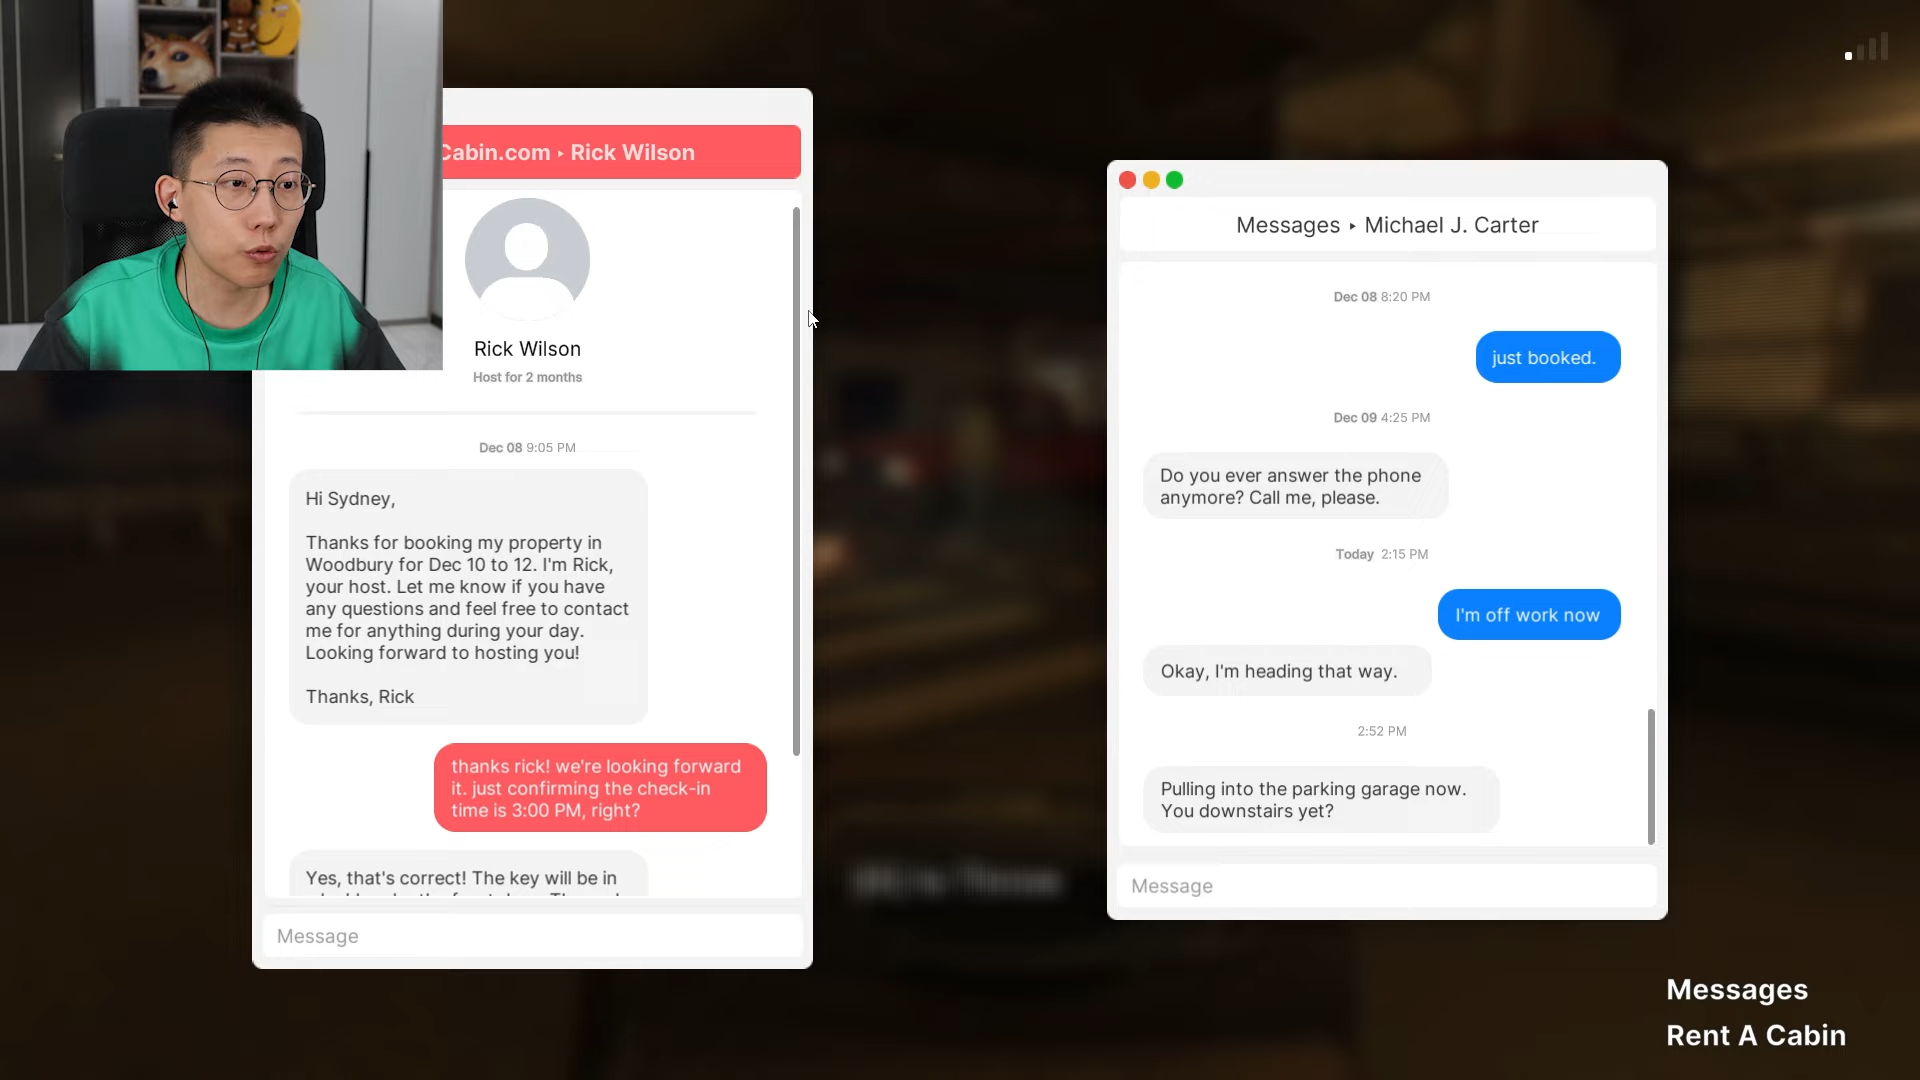 Cabin.com ▸ Rick Wilson
Rick Wilson
Host for 2 months
Dec 08 9:05 PM
Hi Sydney,
Thanks for booking my property in
Woodbury for Dec 10 to 12. I'm Rick,
your host. Let me know if you have
any questions and feel free to contact
me for anything during your day.
Looking forward to hosting you!
Thanks, Rick
thanks rick! we're looking forward
it. just confirming the check-in
time is 3:00 PM, right?
Yes, that's correct! The key will be in
Message
Messages ▸ Michael J. Carter
Dec 08 8:20 PM
just booked.
Dec 09 4:25 PM
Do you ever answer the phone
anymore? Call me, please.
Today 2:15 PM
I'm off work now
Okay, I'm heading that way.
2:52 PM
Pulling into the parking garage now.
You downstairs yet?
Message
Messages
Rent A Cabin